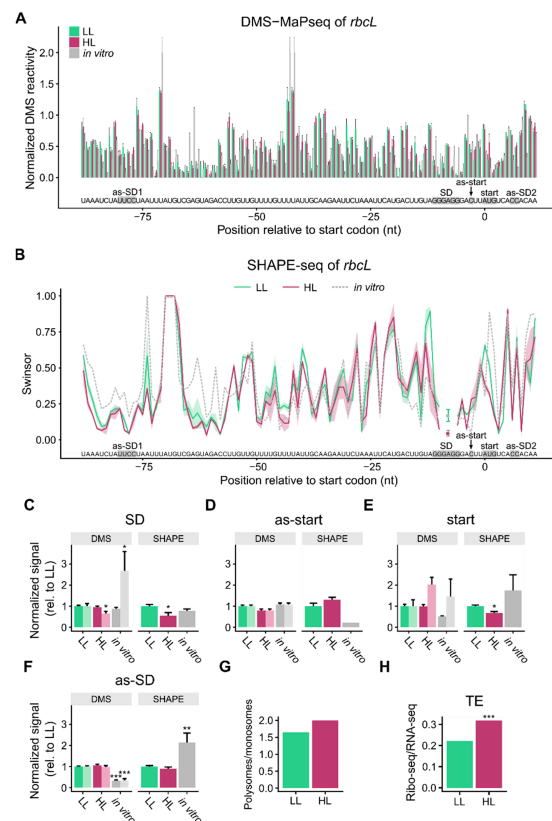 A
DMS−MaPseq of rbcL
LL
HL
in vitro
Normalized DMS reactivity
2.0
1.5
1.0
0.5
0.0
as-start
as-SD1
SD
start
as-SD2
−75
−50
−25
0
Position relative to start codon (nt)
B
SHAPE-seq of rbcL
LL
HL
in vitro
Swinsor
1.00
0.75
0.50
0.25
0.00
as-start
as-SD1
SD
start
as-SD2
−75
−50
−25
0
Position relative to start codon (nt)
C
SD
DMS
SHAPE
Normalized signal
(rel. to LL)
3
2
1
0
*
*
*
LL
HL
in vitro
LL
HL
in vitro
D
as-start
DMS
SHAPE
3
2
1
0
LL
HL
in vitro
LL
HL
in vitro
E
start
DMS
SHAPE
3
2
1
0
*
LL
HL
in vitro
LL
HL
in vitro
F
as-SD
DMS
SHAPE
Normalized signal
(rel. to LL)
3
2
1
0
***
***
**
LL
HL
in vitro
LL
HL
in vitro
G
Polysomes/monosomes
2.0
1.5
1.0
0.5
0.0
LL
HL
H
TE
Ribo-seq/RNA-seq
0.3
0.2
0.1
0.0
***
LL
HL